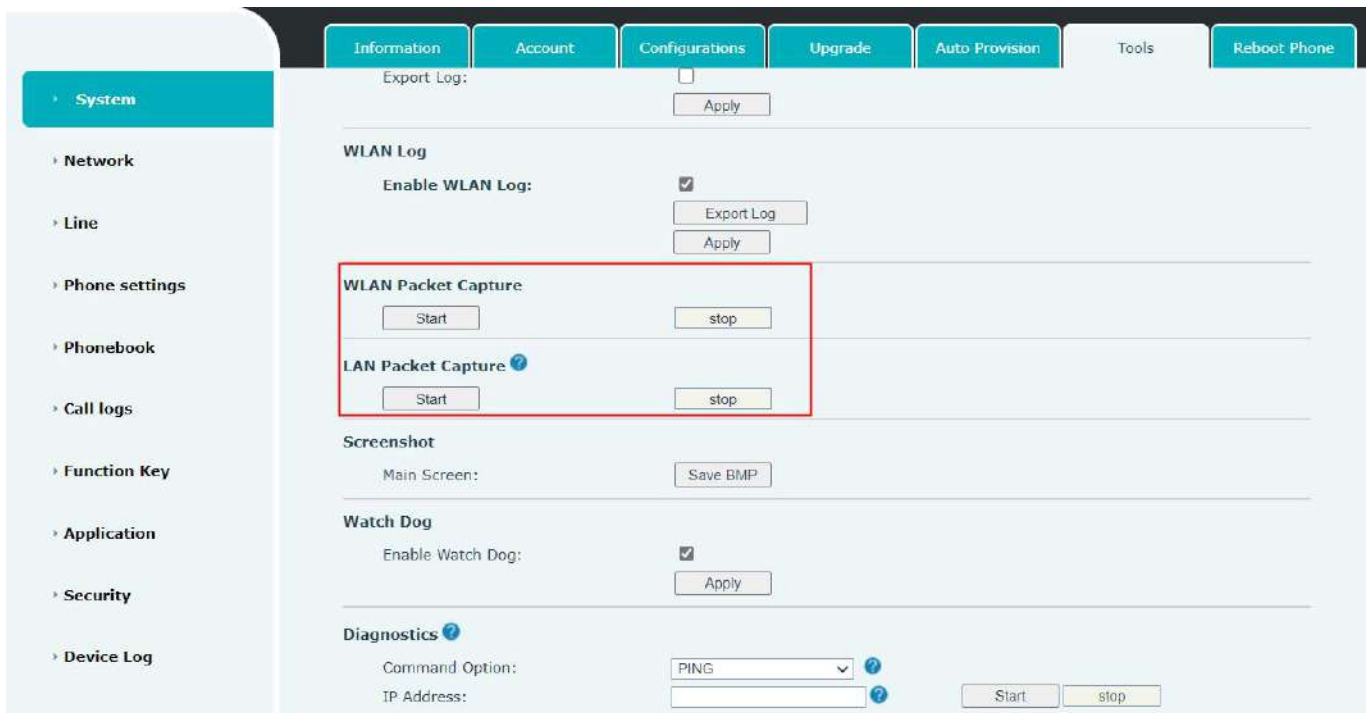 Information Account Configurations Upgrade Auto Provision Tools Reboot Phone
System
Network
Line
Phone settings
Phonebook
Call logs
Function Key
Application
Security
Device Log
Export Log:
Apply
WLAN Log
Enable WLAN Log:
Export Log
Apply
WLAN Packet Capture
Start stop
LAN Packet Capture ?
Start stop
Screenshot
Main Screen: Save BMP
Watch Dog
Enable Watch Dog:
Apply
Diagnostics ?
Command Option: PING ?
IP Address: ? Start stop